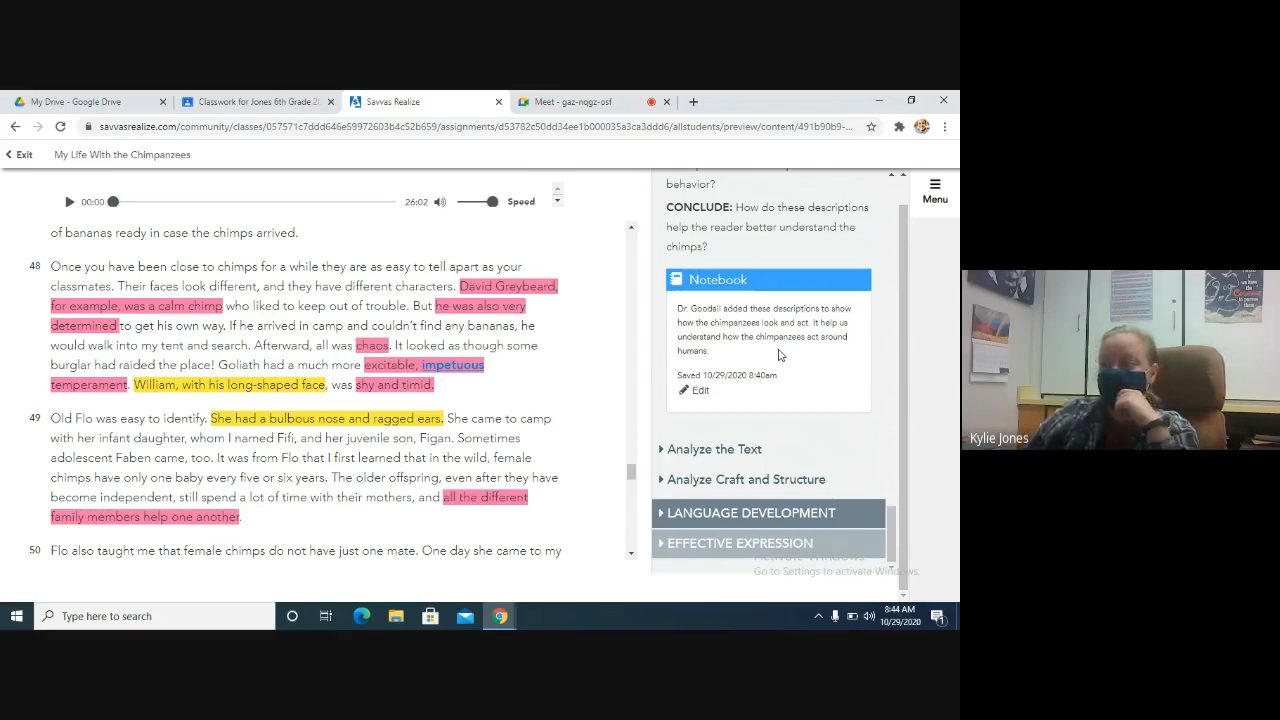 My Drive - Google Drive
Classwork for Jones 6th Grade 2
Savvas Realize
Meet - gaz-nqgz-osf
savvasrealize.com/community/classes/057571c7ddd646e59972603b4c52b659/assignments/d53782c50dd34ee1b000035a3ca3ddd6/allstudents/preview/content/491b90b9-...
Exit
My Life With the Chimpanzees
Menu
00:00
26:02
Speed
of bananas ready in case the chimps arrived.
48 Once you have been close to chimps for a while they are as easy to tell apart as your
classmates. Their faces look different, and they have different characters. David Greybeard,
for example, was a calm chimp who liked to keep out of trouble. But he was also very
determined to get his own way. If he arrived in camp and couldn't find any bananas, he
would walk into my tent and search. Afterward, all was chaos. It looked as though some
burglar had raided the place! Goliath had a much more excitable, impetuous
temperament. William, with his long-shaped face, was shy and timid.
49 Old Flo was easy to identify. She had a bulbous nose and ragged ears. She came to camp
with her infant daughter, whom I named Fifi, and her juvenile son, Figan. Sometimes
adolescent Faben came, too. It was from Flo that I first learned that in the wild, female
chimps have only one baby every five or six years. The older offspring, even after they have
become independent, still spend a lot of time with their mothers, and all the different
family members help one another.
50 Flo also taught me that female chimps do not have just one mate. One day she came to my
behavior?
CONCLUDE: How do these descriptions
help the reader better understand the
chimps?
Notebook
Dr. Goodall added these descriptions to show
how the chimpanzees look and act. It help us
understand how the chimpanzees act around
humans.
Saved 10/29/2020 8:40am
Edit
Analyze the Text
Analyze Craft and Structure
LANGUAGE DEVELOPMENT
EFFECTIVE EXPRESSION
Activate Windows
Go to Settings to activate Windows.
Type here to search
8:44 AM
10/29/2020
1
Kylie Jones